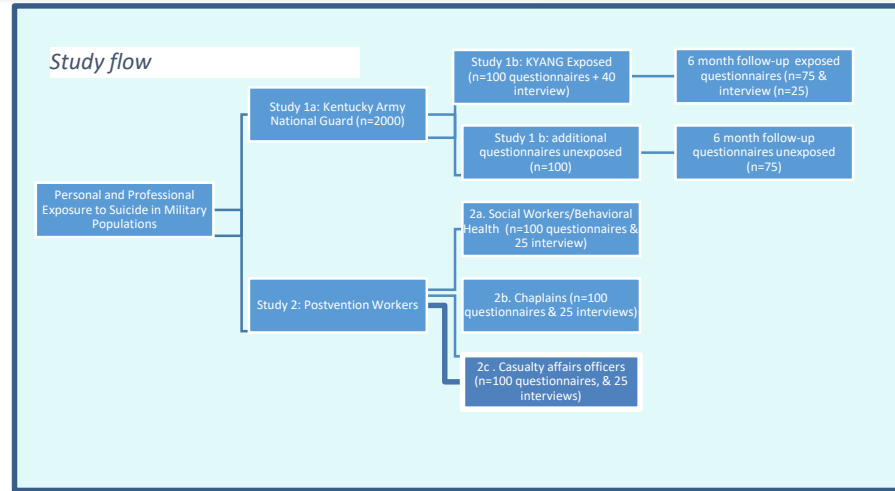 Study flow
Personal and Professional
Exposure to Suicide in Military
Populations
Study 1a: Kentucky Army
National Guard (n=2000)
Study 1b: KYANG Exposed
(n=100 questionnaires + 40
interview)
6 month follow-up  exposed
questionnaires (n=75 &
interview (n=25)
Study 1 b: additional
questionnaires unexposed
(n=100)
6 month follow-up
questionnaires unexposed
(n=75)
Study 2: Postvention Workers
2a. Social Workers/Behavioral
Health  (n=100 questionnaires &
25 interview)
2b. Chaplains (n=100
questionnaires & 25 interviews)
2c . Casualty affairs officers
(n=100 questionnaires, & 25
interviews)